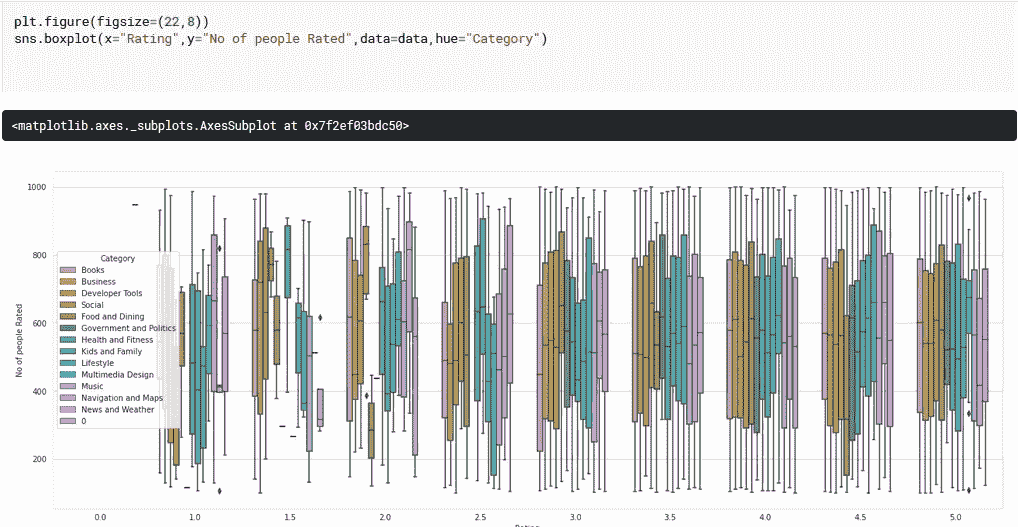 plt.figure(figsize=(22,8))
sns.boxplot(x="Rating",y="No of people Rated",data=data,hue="Category")
<matplotlib.axes._subplots.AxesSubplot at 0x7f2ef03bdc50>
1000
800
600
400
200
No of people Rated
Category
Books
Business
Developer Tools
Social
Food and Dining
Government and Politics
Health and Fitness
Kids and Family
Lifestyle
Multimedia Design
Music
Navigation and Maps
News and Weather
0
0.0 1.0 1.5 2.0 2.5 3.0 3.5 4.0 4.5 5.0